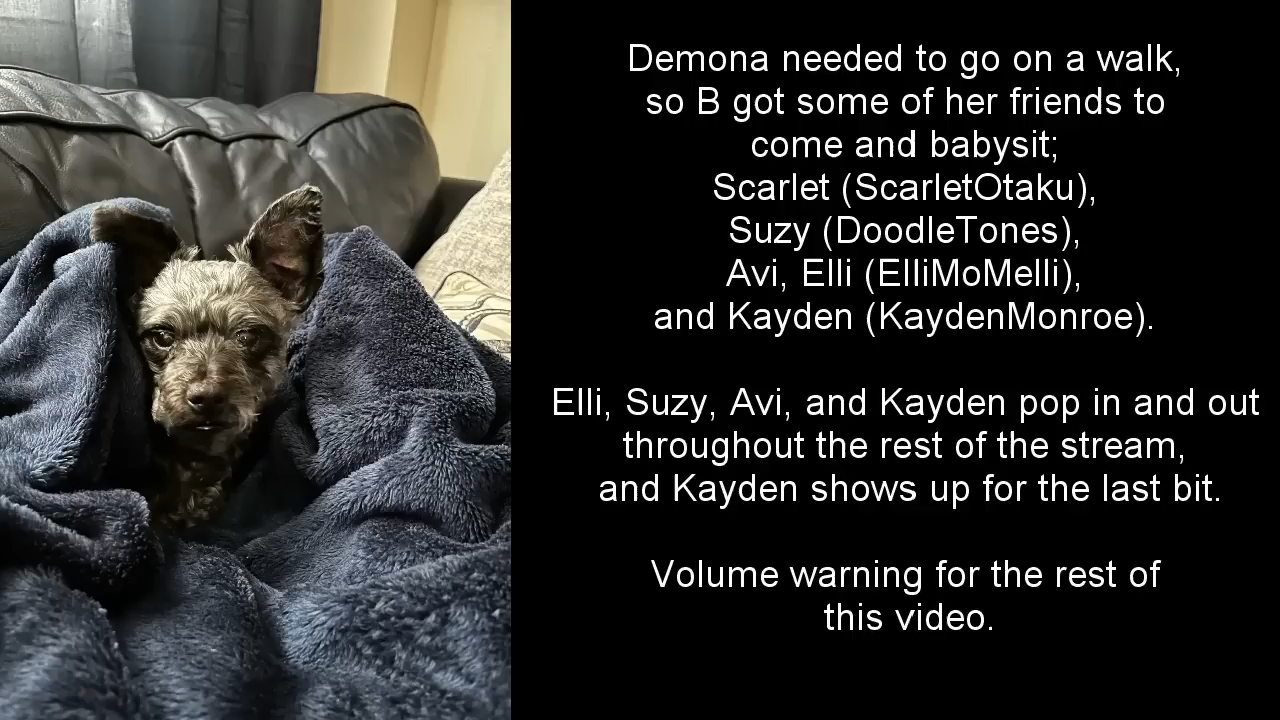 Demona needed to go on a walk,
so B got some of her friends to
come and babysit;
Scarlet (ScarletOtaku),
Suzy (DoodleTones),
Avi, Elli (ElliMoMelli),
and Kayden (KaydenMonroe).
Elli, Suzy, Avi, and Kayden pop in and out
throughout the rest of the stream,
and Kayden shows up for the last bit.
Volume warning for the rest of
this video.